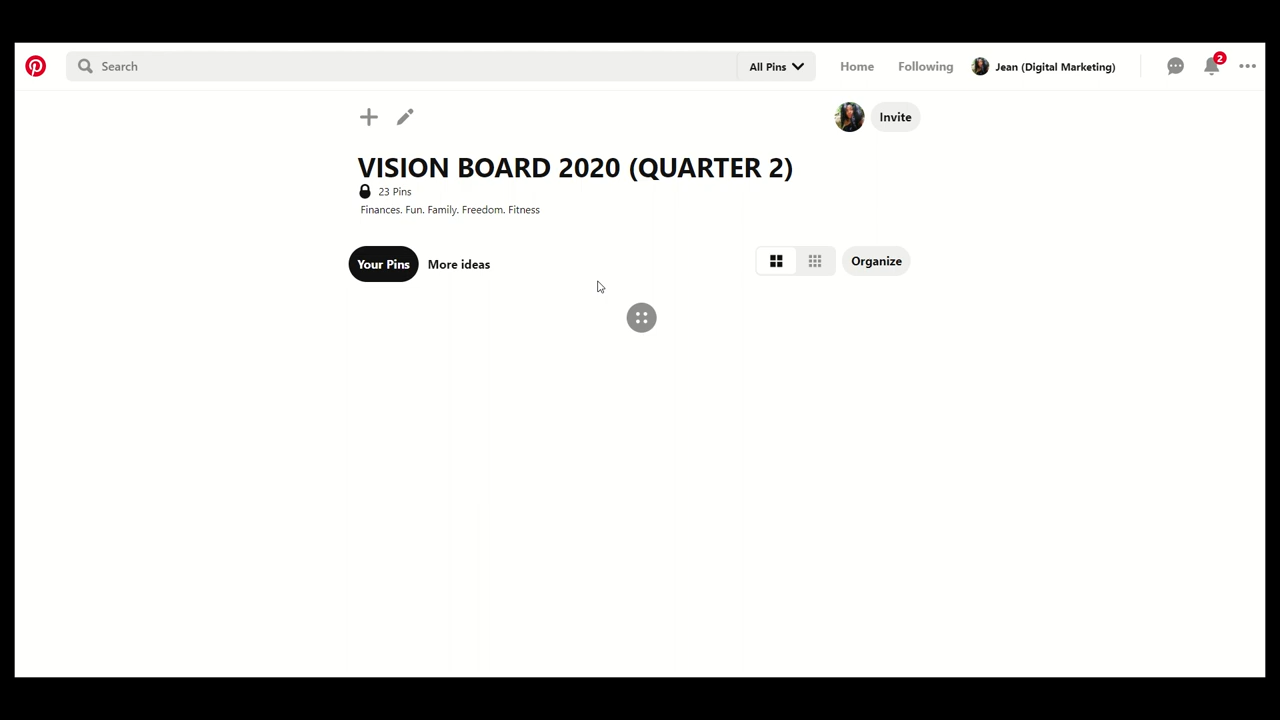 Search
All Pins
Home
Following
Jean (Digital Marketing)
2
Invite
VISION BOARD 2020 (QUARTER 2)
23 Pins
Finances. Fun. Family. Freedom. Fitness
Your Pins
More ideas
Organize